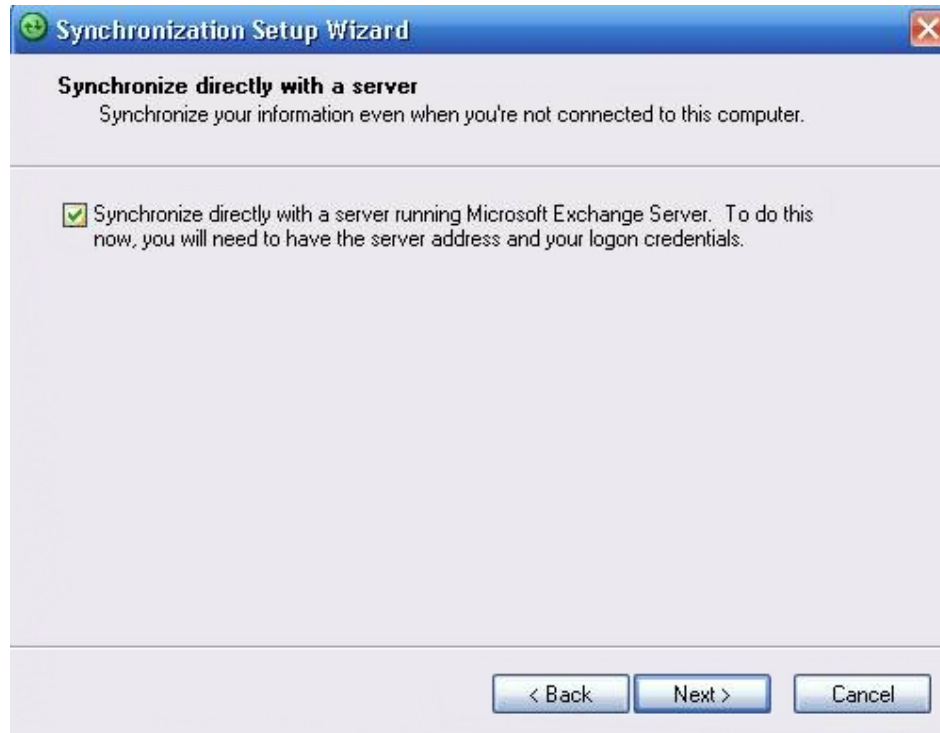 Synchronization Setup Wizard
Synchronize directly with a server
Synchronize your information even when you're not connected to this computer.
Synchronize directly with a server running Microsoft Exchange Server. To do this
now, you will need to have the server address and your logon credentials.
< Back Next > Cancel